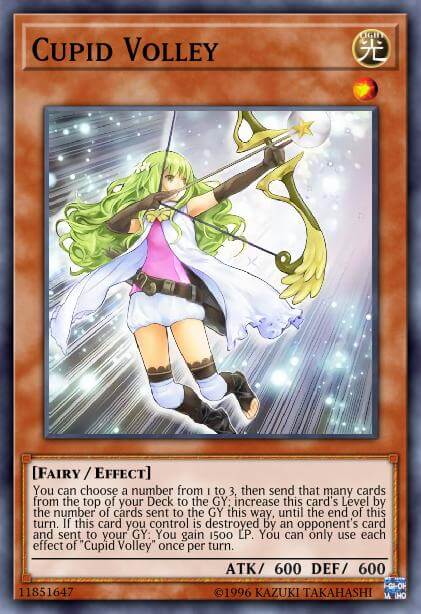 CUPID VOLLEY
LIGHT
光
[FAIRY / EFFECT]
You can choose a number from 1 to 3, then send that many cards
from the top of your Deck to the GY; increase this card's Level by
the number of cards sent to the GY this way, until the end of this
turn. If this card you control is destroyed by an opponent's card
and sent to your GY: You gain 1500 LP. You can only use each
effect of "Cupid Volley" once per turn.
ATK/ 600 DEF/ 600
11851647
©1996 KAZUKI TAKAHASHI